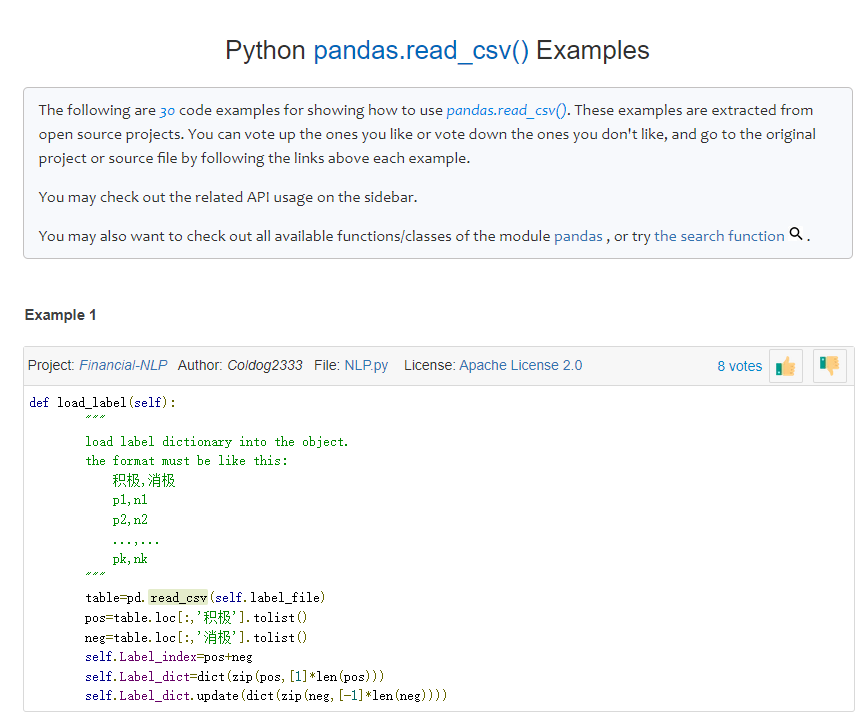 Python pandas.read_csv() Examples
The following are 30 code examples for showing how to use pandas.read_csv(). These examples are extracted from
open source projects. You can vote up the ones you like or vote down the ones you don't like, and go to the original
project or source file by following the links above each example.
You may check out the related API usage on the sidebar.
You may also want to check out all available functions/classes of the module pandas , or try the search function .
Example 1
Project: Financial-NLP Author: Coldog2333 File: NLP.py License: Apache License 2.0 8 votes
def load_label(self):
"""
load label dictionary into the object.
the format must be like this:
积极,消极
p1,n1
p2,n2
...,...
pk,nk
"""
table=pd.read_csv(self.label_file)
pos=table.loc[:,'积极'].tolist()
neg=table.loc[:,'消极'].tolist()
self.Label_index=pos+neg
self.Label_dict=dict(zip(pos,[1]*len(pos)))
self.Label_dict.update(dict(zip(neg,[-1]*len(neg))))